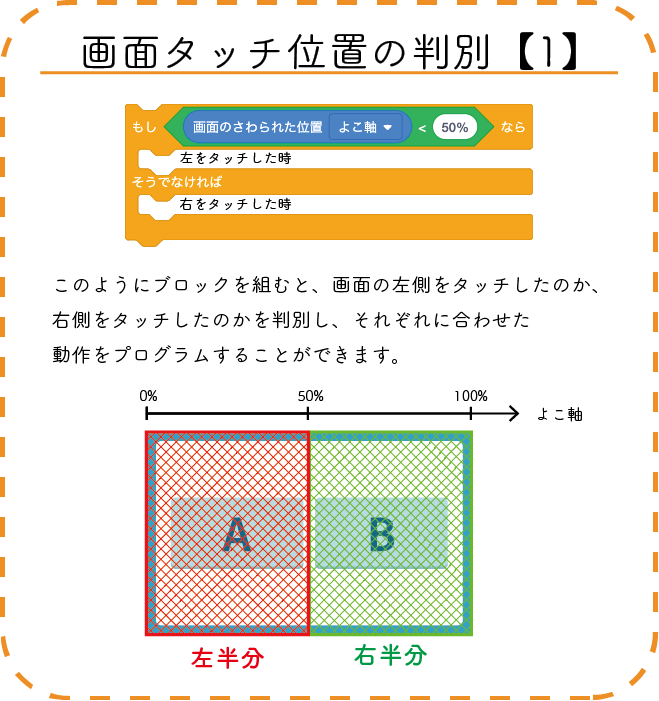 画面タッチ位置の判別【1】
もし 画面のさわられた位置 よこ軸 < 50% なら
左をタッチした時
そうでなければ
右をタッチした時
このようにブロックを組むと、画面の左側をタッチしたのか、
右側をタッチしたのかを判別し、それぞれに合わせた
動作をプログラムすることができます。
0% 50% 100%
よこ軸
A B
左半分 右半分